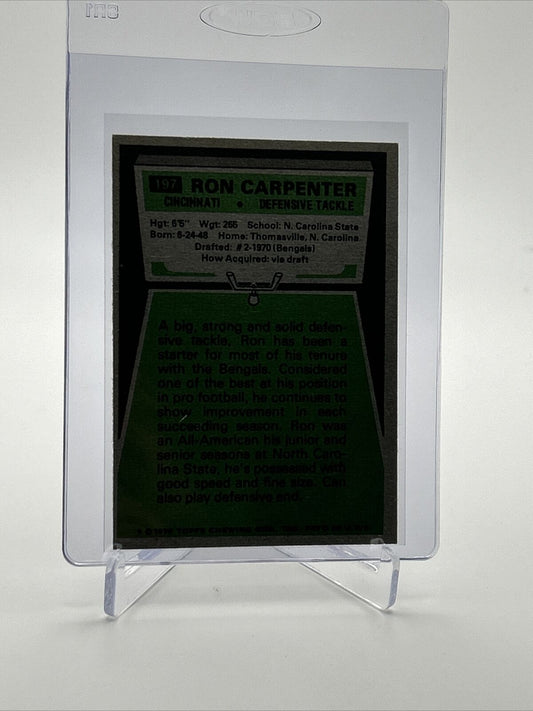 197 RON CARPENTER
CINCINNATI • DEFENSIVE TACKLE
Hgt: 6'5" Wgt: 265 School: N. Carolina State
Born: 6-24-48 Home: Thomasville, N. Carolina
Drafted: #2-1970 (Bengals)
How Acquired: via draft
A big, strong and solid defen-
sive tackle, Ron has been a
starter for most of his tenure
with the Bengals. Considered
one of the best at his position
in pro football, he continues to
show improvement in each
succeeding season. Ron was
an All-American his junior and
senior seasons at North Caro-
lina State, he's possessed with
good speed and fine size. Can
also play defensive end.
TOPPS CHEWING GUM, INC.